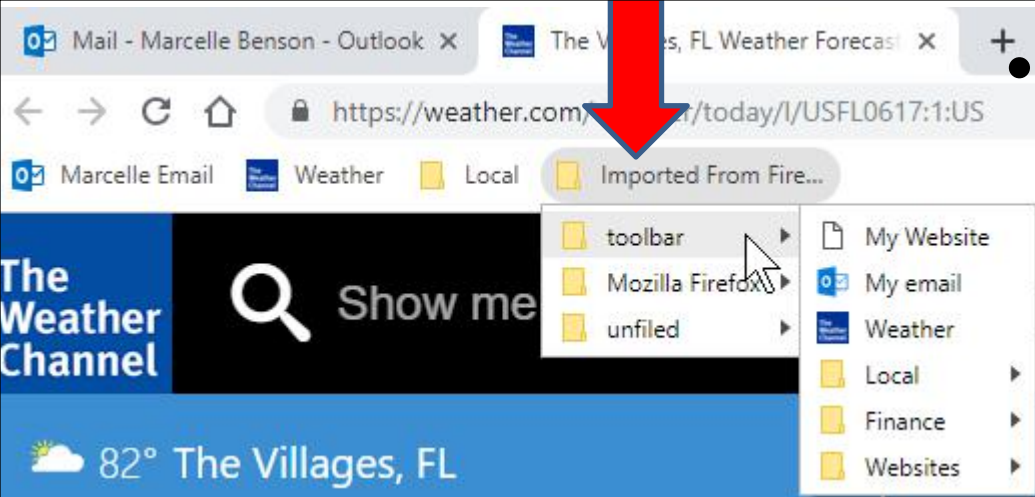 Mail - Marcelle Benson - Outlook
The V es, FL Weather Forecast
https://weather.com/ er/today/l/USFL0617:1:US
Marcelle Email
Weather
Local
Imported From Fire...
toolbar
Mozilla Firefox
unfiled
My Website
My email
Weather
Local
Finance
Websites
The
Weather
Channel
Show me
82° The Villages, FL